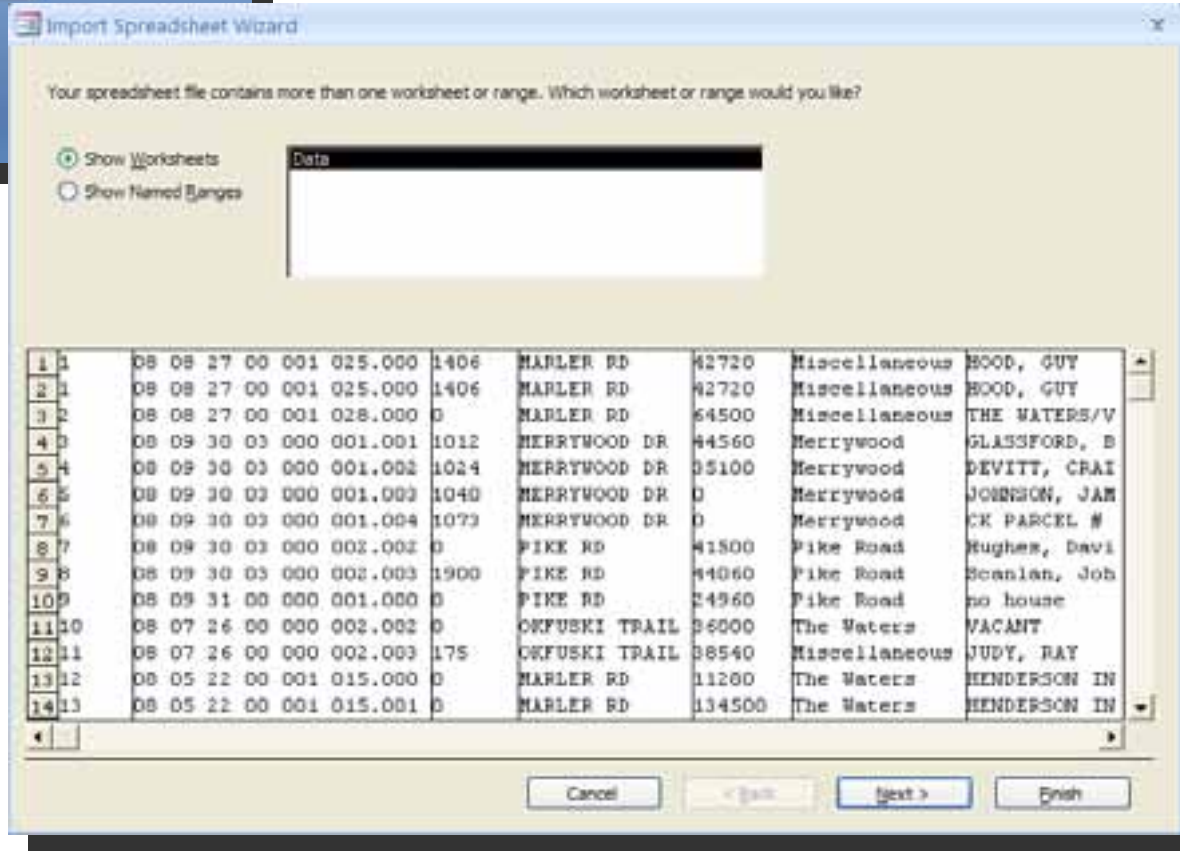 Import Spreadsheet Wizard
Your spreadsheet file contains more than one worksheet or range. Which worksheet or range would you like?
Show Worksheets
Show Named Ranges
Data
1 1 08 08 27 00 001 025.000 1406 MARLER RD 42720 Miscellaneous HOOD, GUY
2 1 08 08 27 00 001 025.000 1406 MARLER RD 42720 Miscellaneous HOOD, GUY
3 2 08 08 27 00 001 028.000 0 MARLER RD 64500 Miscellaneous THE WATERS/V
4 3 08 09 30 03 000 001.001 1012 MERRYWOOD DR 44560 Merrywood GLASSFORD, B
5 4 08 09 30 03 000 001.002 1024 MERRYWOOD DR 35100 Merrywood DEVITT, CRAI
6 5 08 09 30 03 000 001.003 1040 MERRYWOOD DR 0 Merrywood JOHNSON, JAM
7 6 08 09 30 03 000 001.004 1073 MERRYWOOD DR 0 Merrywood CK PARCEL #
8 7 08 09 30 03 000 002.002 0 PIKE RD 41500 Pike Road Hughes, Davi
9 8 08 09 30 03 000 002.003 1900 PIKE RD 44060 Pike Road Scanlan, Joh
10 9 08 09 31 00 000 001.000 0 PIKE RD 24960 Pike Road no house
11 10 08 07 26 00 000 002.002 0 OKFUSKI TRAIL 36000 The Waters VACANT
12 11 08 07 26 00 000 002.003 175 OKFUSKI TRAIL 38540 Miscellaneous JUDY, RAY
13 12 08 05 22 00 001 015.000 0 MARLER RD 11280 The Waters HENDERSON IN
14 13 08 05 22 00 001 015.001 0 MARLER RD 134500 The Waters HENDERSON IN
Cancel < Back Next > Finish